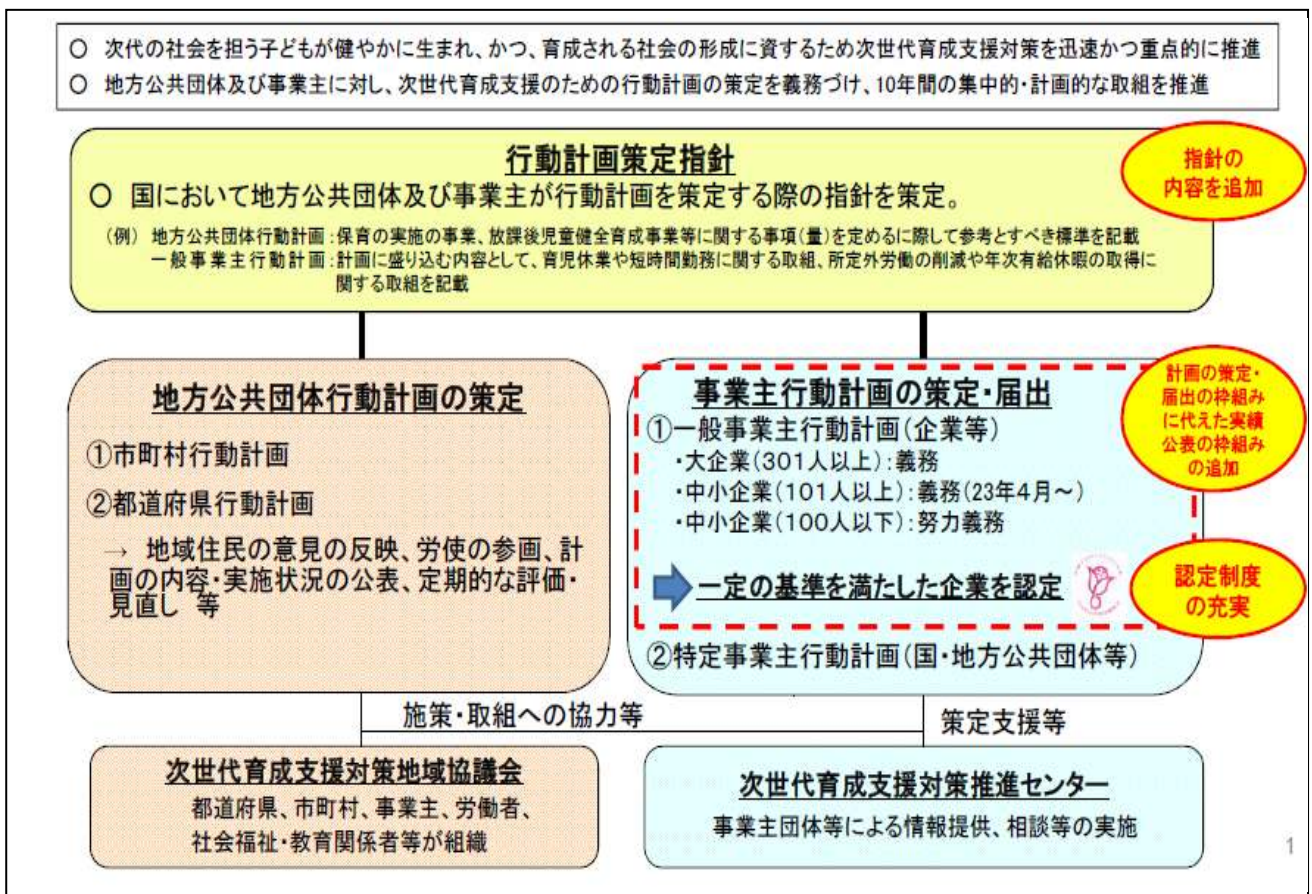 ○ 次代の社会を担う子どもが健やかに生まれ、かつ、育成される社会の形成に資するため次世代育成支援対策を迅速かつ重点的に推進
○ 地方公共団体及び事業主に対し、次世代育成支援のための行動計画の策定を義務づけ、10年間の集中的・計画的な取組を推進
行動計画策定指針
○ 国において地方公共団体及び事業主が行動計画を策定する際の指針を策定。
(例) 地方公共団体行動計画:保育の実施の事業、放課後児童健全育成事業等に関する事項(量)を定めるに際して参考とすべき標準を記載
一般事業主行動計画:計画に盛り込む内容として、育児休業や短時間勤務に関する取組、所定外労働の削減や年次有給休暇の取得に
関する取組を記載
指針の
内容を追加
地方公共団体行動計画の策定
①市町村行動計画
②都道府県行動計画
→ 地域住民の意見の反映、労使の参画、計
画の内容・実施状況の公表、定期的な評価・
見直し 等
事業主行動計画の策定・届出
①一般事業主行動計画(企業等)
・大企業(301人以上):義務
・中小企業(101人以上):義務(23年4月~)
・中小企業(100人以下):努力義務
一定の基準を満たした企業を認定
②特定事業主行動計画(国・地方公共団体等)
計画の策定・
届出の枠組み
に代えた実績
公表の枠組み
の追加
認定制度
の充実
施策・取組への協力等
策定支援等
次世代育成支援対策地域協議会
都道府県、市町村、事業主、労働者、
社会福祉・教育関係者等が組織
次世代育成支援対策推進センター
事業主団体等による情報提供、相談等の実施
1